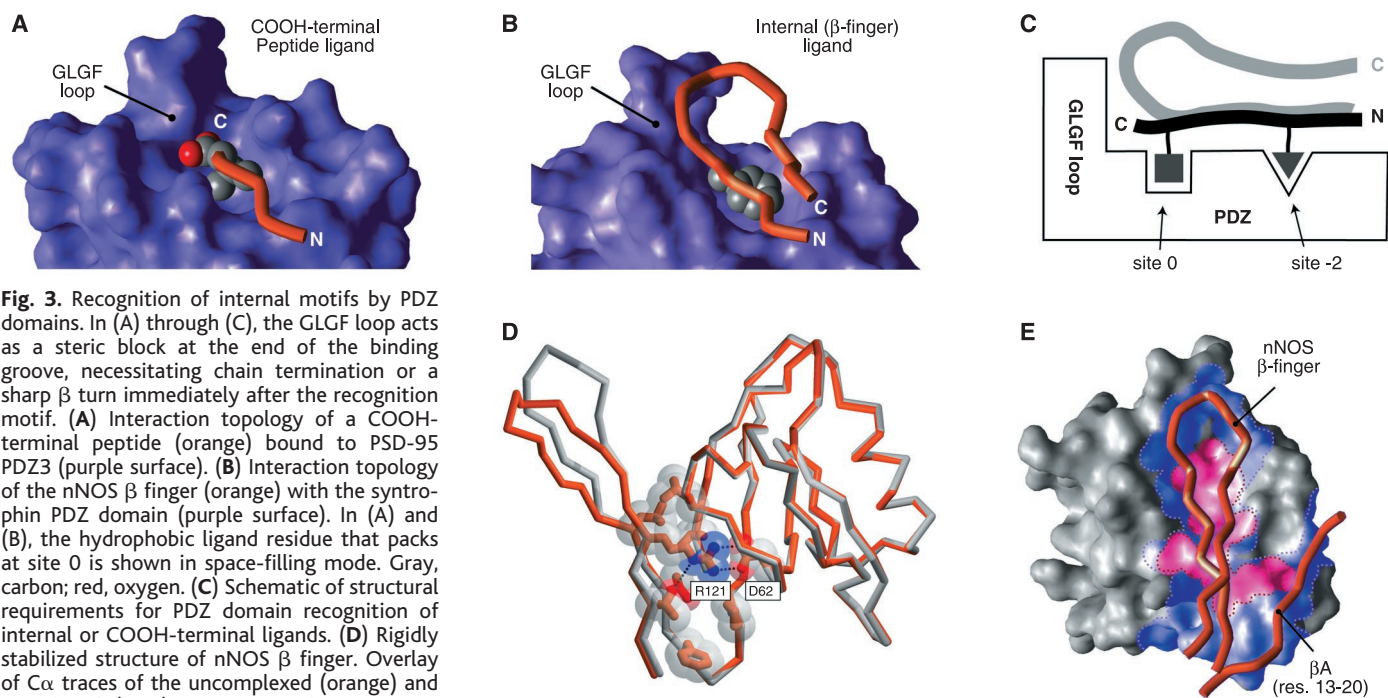 A
COOH-terminal
Peptide ligand
GLGF
loop
C
N
B
Internal (β-finger)
ligand
GLGF
loop
C
N
C
C
N
C
GLGF loop
PDZ
site 0
site -2
Fig. 3. Recognition of internal motifs by PDZ
domains. In (A) through (C), the GLGF loop acts
as a steric block at the end of the binding
groove, necessitating chain termination or a
sharp β turn immediately after the recognition
motif. (A) Interaction topology of a COOH-
terminal peptide (orange) bound to PSD-95
PDZ3 (purple surface). (B) Interaction topology
of the nNOS β finger (orange) with the syntro-
phin PDZ domain (purple surface). In (A) and
(B), the hydrophobic ligand residue that packs
at site 0 is shown in space-filling mode. Gray,
carbon; red, oxygen. (C) Schematic of structural
requirements for PDZ domain recognition of
internal or COOH-terminal ligands. (D) Rigidly
stabilized structure of nNOS β finger. Overlay
of Cα traces of the uncomplexed (orange) and
D
R121
D62
E
nNOS
β-finger
βA
(res. 13-20)